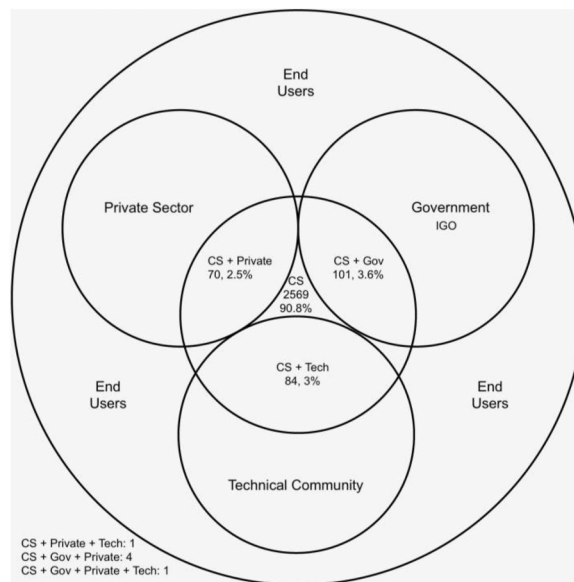 End
Users
Private Sector
Government
IGO
CS + Private
70, 2.5%
CS + Gov
101, 3.6%
CS
2569
90.8%
CS + Tech
84, 3%
End
Users
End
Users
Technical Community
CS + Private + Tech: 1
CS + Gov + Private: 4
CS + Gov + Private + Tech: 1